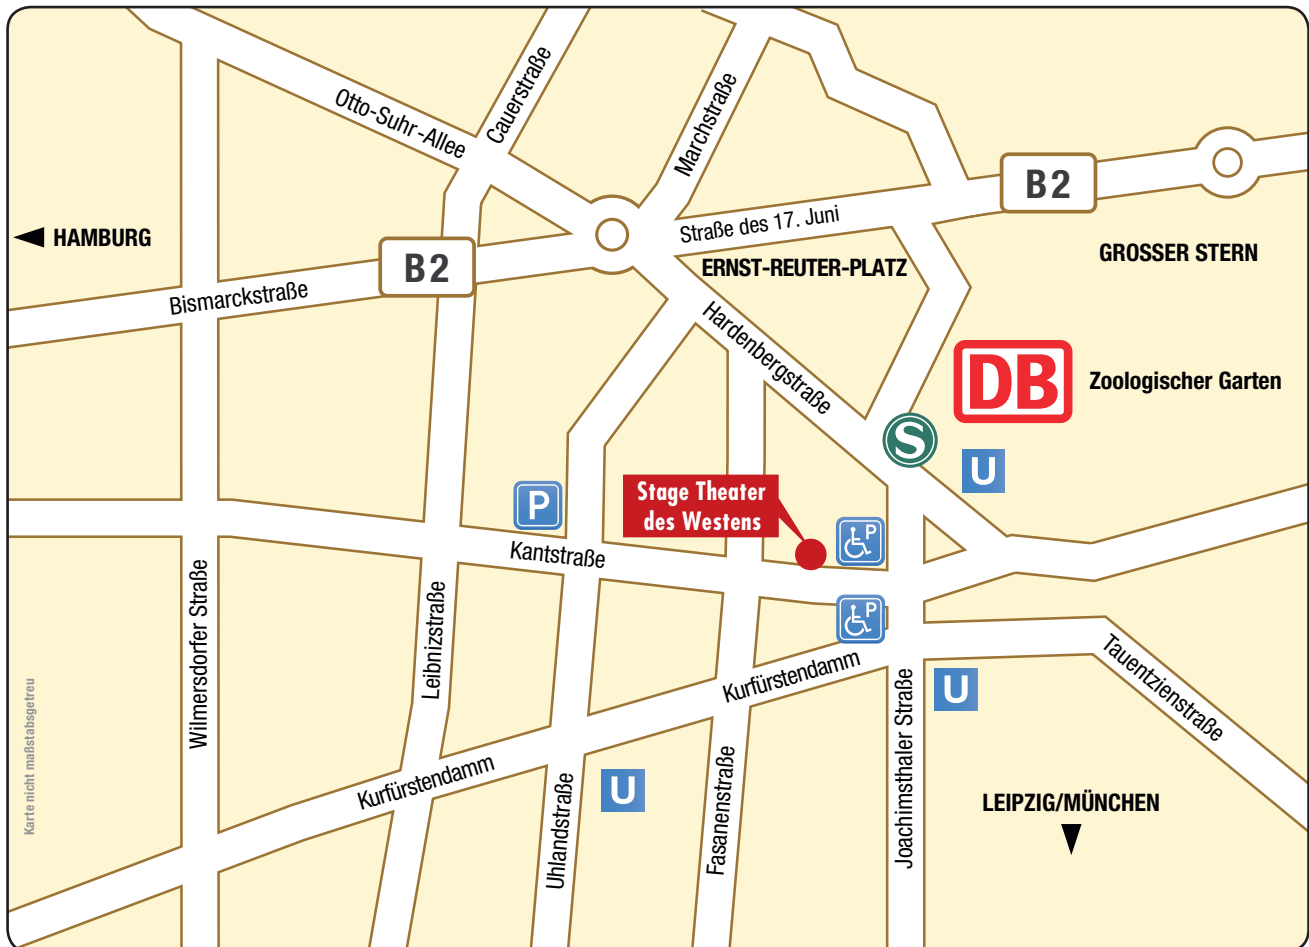 Otto-Suhr-Allee
Cauerstraße
Marchstraße
B2
Straße des 17. Juni
HAMBURG
B2
ERNST-REUTER-PLATZ
GROSSER STERN
Bismarckstraße
Hardenbergstraße
DB
Zoologischer Garten
S
U
P
Stage Theater
des Westens
P
Kantstraße
P
Wilmersdorfer Straße
Leibnizstraße
Kurfürstendamm
Joachimsthaler Straße
U
Tauentzienstraße
Karte nicht maßstabsgetreu
Kurfürstendamm
Uhlandstraße
U
Fasanenstraße
LEIPZIG/MÜNCHEN